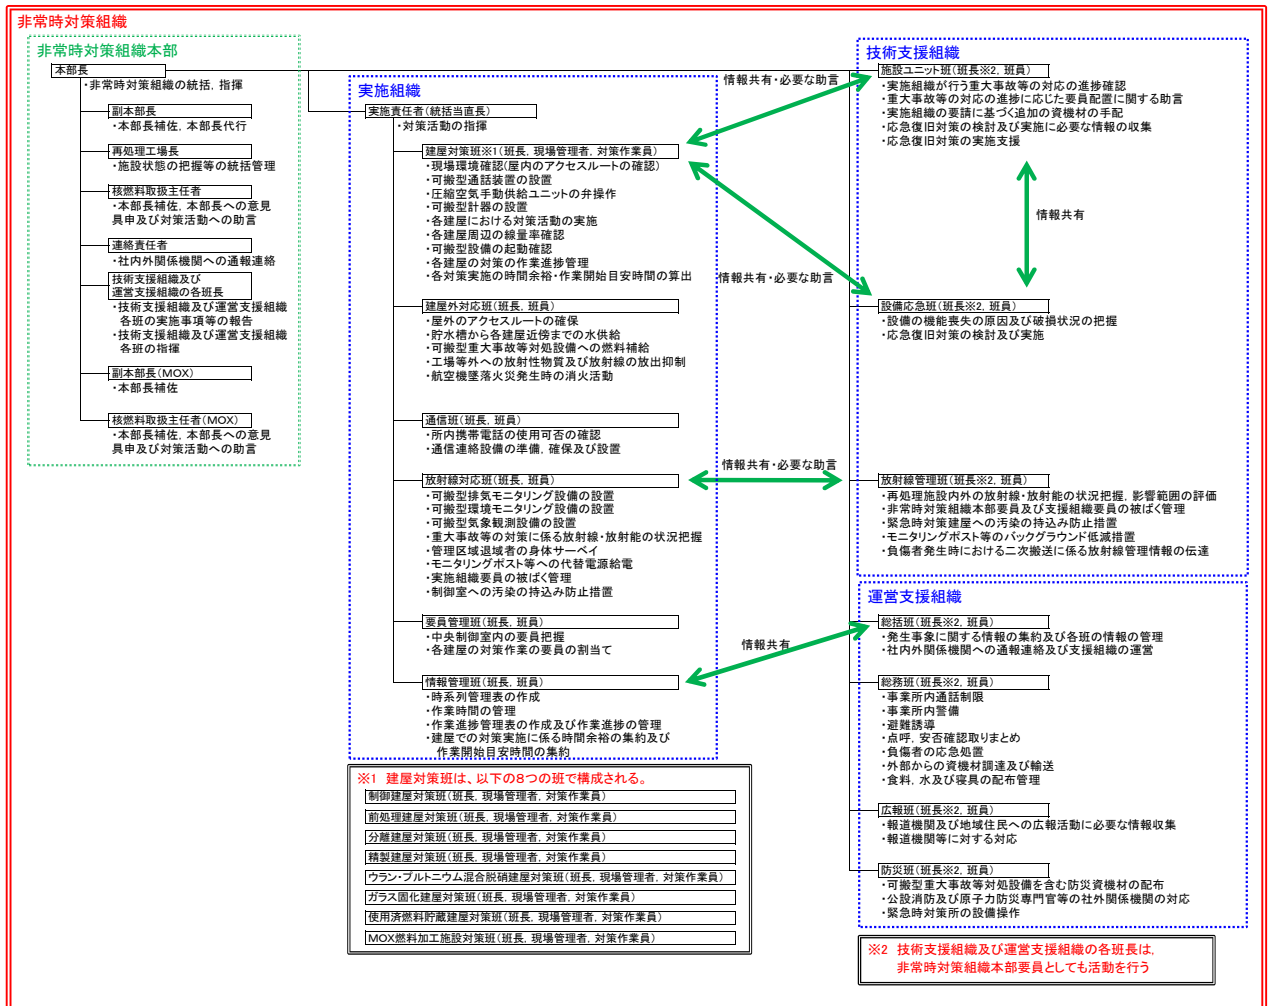 非常時対策組織
非常時対策組織本部
本部長
・非常時対策組織の統括，指揮
副本部長
・本部長補佐，本部長代行
再処理工場長
・施設状態の把握等の統括管理
核燃料取扱主任者
・本部長補佐，本部長への意見
具申及び対策活動への助言
連絡責任者
・社内外関係機関への通報連絡
技術支援組織及び
運営支援組織の各班長
・技術支援組織及び運営支援組織
各班の実施事項等の報告
・技術支援組織及び運営支援組織
各班の指揮
副本部長（MOX）
・本部長補佐
核燃料取扱主任者（MOX）
・本部長補佐，本部長への意見
具申及び対策活動への助言
実施組織
実施責任者（統括当直長）
・対策活動の指揮
建屋対策班※1（班長，現場管理者，対策作業員）
・現場環境確認（屋内のアクセスルートの確認）
・可搬型通話装置の設置
・圧縮空気手動供給ユニットの弁操作
・可搬型計器の設置
・各建屋における対策活動の実施
・各建屋周辺の線量率確認
・可搬型設備の起動確認
・各建屋の対策の作業進捗管理
・各対策実施の時間余裕・作業開始目安時間の算出
建屋外対応班（班長，班員）
・屋外のアクセスルートの確保
・貯水槽から各建屋近傍までの水供給
・可搬型重大事故等対処設備への燃料補給
・工場等外への放射性物質及び放射線の放出抑制
・航空機墜落火災発生時の消火活動
通信班（班長，班員）
・所内携帯電話の使用可否の確認
・通信連絡設備の準備，確保及び設置
放射線対応班（班長，班員）
・可搬型排気モニタリング設備の設置
・可搬型環境モニタリング設備の設置
・可搬型気象観測設備の設置
・重大事故等の対策に係る放射線・放射能の状況把握
・管理区域退域者の身体サーベイ
・モニタリングポスト等への代替電源給電
・実施組織要員の被ばく管理
・制御室への汚染の持込み防止措置
要員管理班（班長，班員）
・中央制御室内の要員把握
・各建屋の対策作業の要員の割当て
情報管理班（班長，班員）
・時系列管理表の作成
・作業時間の管理
・作業進捗管理表の作成及び作業進捗の管理
・建屋での対策実施に係る時間余裕の集約及び
作業開始目安時間の集約
※1　建屋対策班は、以下の8つの班で構成される。
制御建屋対策班（班長，現場管理者，対策作業員）
前処理建屋対策班（班長，現場管理者，対策作業員）
分離建屋対策班（班長，現場管理者，対策作業員）
精製建屋対策班（班長，現場管理者，対策作業員）
ウラン・プルトニウム混合脱硝建屋対策班（班長，現場管理者，対策作業員）
ガラス固化建屋対策班（班長，現場管理者，対策作業員）
使用済燃料貯蔵建屋対策班（班長，現場管理者，対策作業員）
MOX燃料加工施設対策班（班長，現場管理者，対策作業員）
情報共有・必要な助言
情報共有・必要な助言
情報共有・必要な助言
情報共有
技術支援組織
施設ユニット班（班長※2，班員）
・実施組織が行う重大事故等の対応の進捗確認
・重大事故等の対応の進捗に応じた要員配置に関する助言
・実施組織の要請に基づく追加の資機材の手配
・応急復旧対策の検討及び実施に必要な情報の収集
・応急復旧対策の実施支援
情報共有
設備応急班（班長※2，班員）
・設備の機能喪失の原因及び破損状況の把握
・応急復旧対策の検討及び実施
放射線管理班（班長※2，班員）
・再処理施設内外の放射線・放射能の状況把握，影響範囲の評価
・非常時対策組織本部要員及び支援組織要員の被ばく管理
・緊急時対策建屋への汚染の持込み防止措置
・モニタリングポスト等のバックグラウンド低減措置
・負傷者発生時における二次搬送に係る放射線管理情報の伝達
運営支援組織
総括班（班長※2，班員）
・発生事象に関する情報の集約及び各班の情報の管理
・社内外関係機関への通報連絡及び支援組織の運営
総務班（班長※2，班員）
・事業所内通話制限
・事業所内警備
・避難誘導
・点呼，安否確認取りまとめ
・負傷者の応急処置
・外部からの資機材調達及び輸送
・食料，水及び寝具の配布管理
広報班（班長※2，班員）
・報道機関及び地域住民への広報活動に必要な情報収集
・報道機関等に対する対応
防災班（班長※2，班員）
・可搬型重大事故等対処設備を含む防災資機材の配布
・公設消防及び原子力防災専門官等の社外関係機関の対応
・緊急時対策所の設備操作
※2　技術支援組織及び運営支援組織の各班長は，
非常時対策組織本部要員としても活動を行う